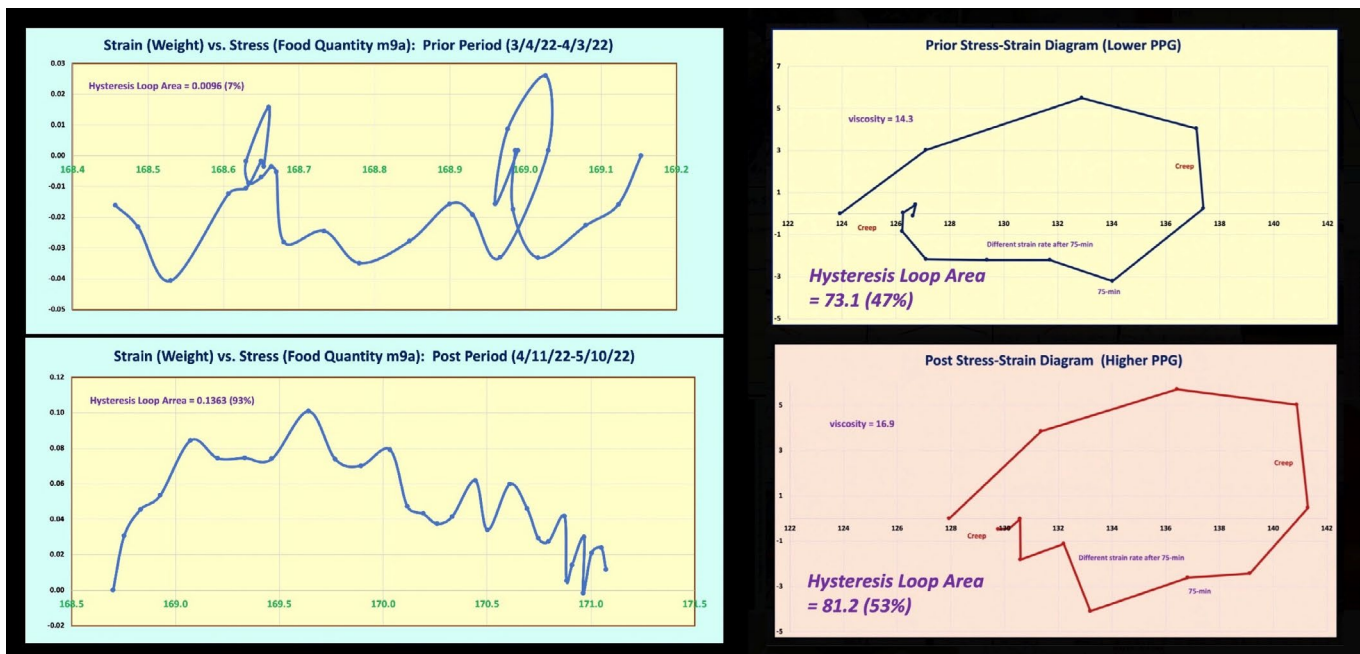 Strain (Weight) vs. Stress (Food Quantity m9a):  Prior Period (3/4/22-4/3/22)
Hysteresis Loop Area = 0.0096 (7%)
0.03
0.02
0.01
0.00
-0.01
-0.02
-0.03
-0.04
-0.05
168.4 168.5 168.6 168.7 168.8 168.9 169.0 169.1 169.2
Prior Stress-Strain Diagram (Lower PPG)
viscosity = 14.3
7
5
3
1
-1
-3
-5
122 124 126 128 130 132 134 136 138 140 142
Creep
Creep
Different strain rate after 75-min
75-min
Hysteresis Loop Area
= 73.1 (47%)
Strain (Weight) vs. Stress (Food Quantity m9a):  Post Period (4/11/22-5/10/22)
Hysteresis Loop Arrea = 0.1363 (93%)
0.12
0.10
0.08
0.06
0.04
0.02
0.00
-0.02
168.5 169.0 169.5 170.0 170.5 171.0 171.5
Post Stress-Strain Diagram  (Higher PPG)
viscosity = 16.9
5
3
1
-1
-3
-5
122 124 126 128 130 132 134 136 138 140 142
Creep
Creep
Different strain rate after 75-min
75-min
Hysteresis Loop Area
= 81.2 (53%)